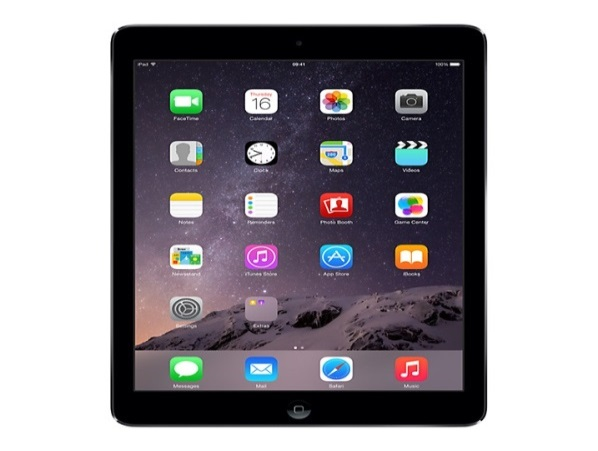 iPad 09:41 100%
Thursday
16
FaceTime Calendar Photos Camera
Contacts Clock Maps Videos
Notes Reminders Photo Booth Game Center
Newsstand iTunes Store App Store iBooks
Settings Extras
Messages Mail Safari Music